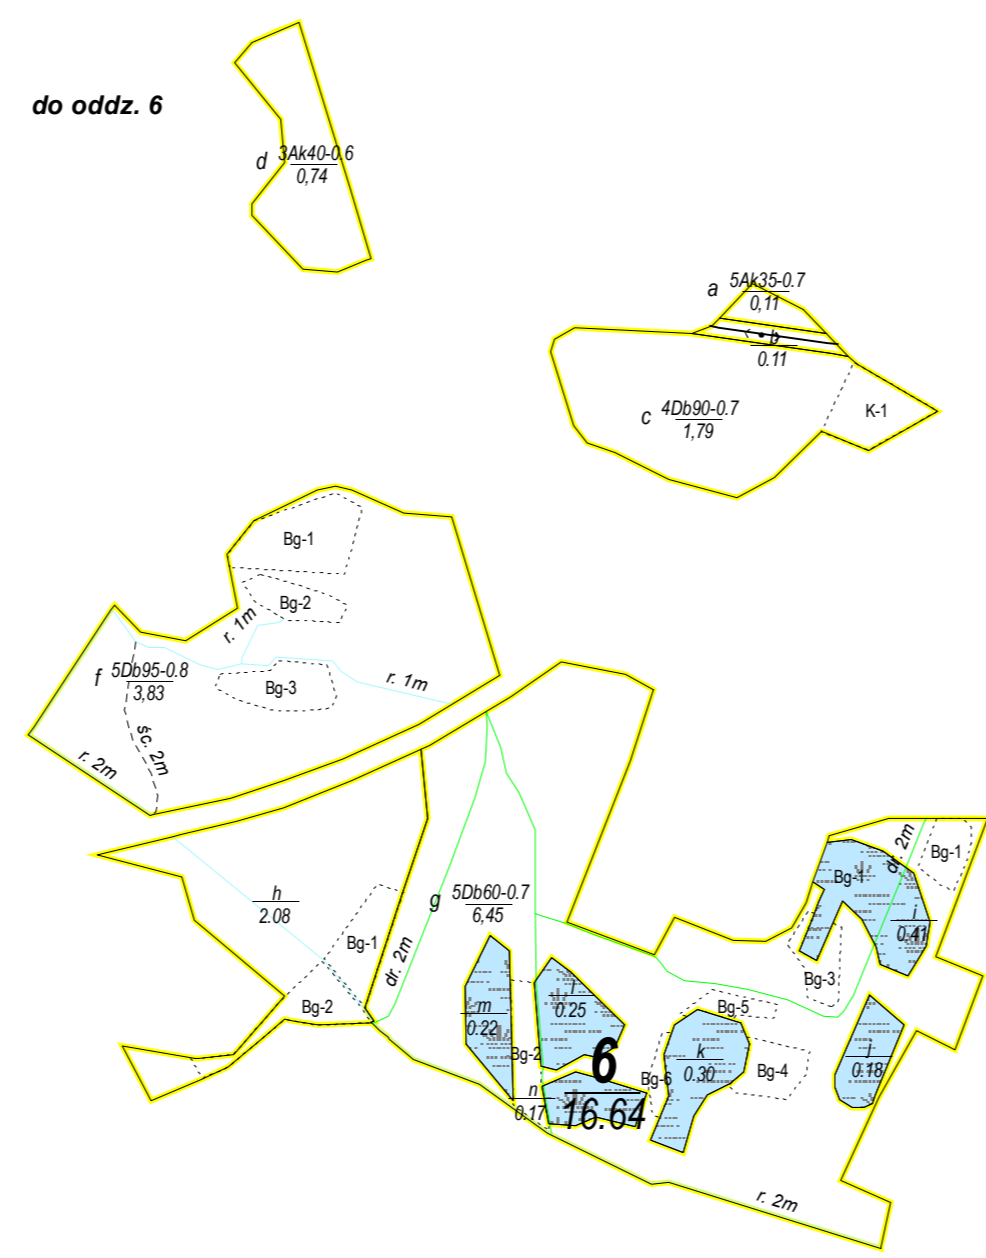 do oddz. 6
d 3Ak40-0.6
0,74
a 5Ak35-0.7
0,11
b
0.11
c 4Db90-0.7
1,79
K-1
Bg-1
Bg-2
r. 1m
f 5Db95-0.8
3,83
Bg-3
r. 1m
śc. 2m
r. 2m
h
2.08
g 5Db60-0.7
6,45
Bg-1
dr. 2m
Bg-2
dr. 2m
Bg-1
Bg-1
i
0.41
Bg-3
m
0.22
l
0.25
Bg-2
Bg-5
k
0.30
Bg-4
Bg-6
j
0.18
n
0.17
6
16.64
r. 2m